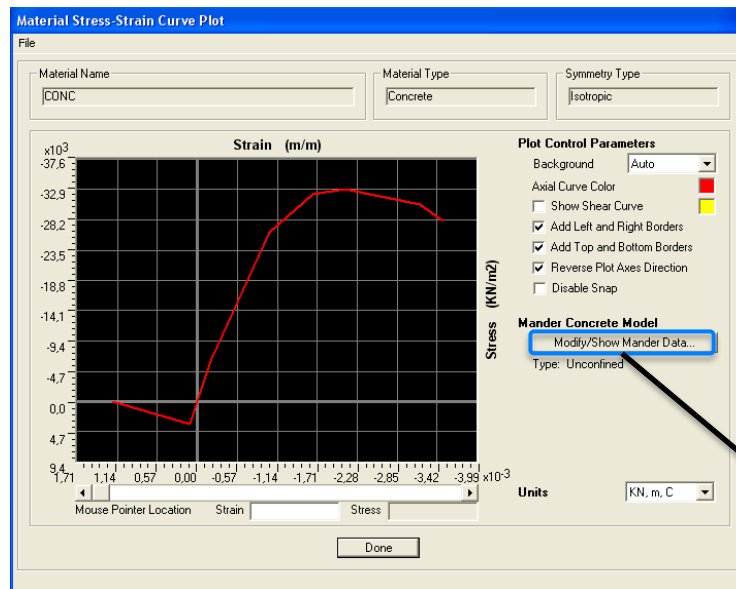 Material Stress-Strain Curve Plot
File
Material Name
CONC
Material Type
Concrete
Symmetry Type
Isotropic
Strain (m/m)
x10³
-37,6
-32,9
-28,2
-23,5
-18,8
-14,1
-9,4
-4,7
0,0
4,7
9,4
1,71 1,14 0,57 0,00 -0,57 -1,14 -1,71 -2,28 -2,85 -3,42 -3,99 x10-3
Stress (KN/m2)
Mouse Pointer Location Strain Stress
Plot Control Parameters
Background Auto
Axial Curve Color
Show Shear Curve
Add Left and Right Borders
Add Top and Bottom Borders
Reverse Plot Axes Direction
Disable Snap
Mander Concrete Model
Modify/Show Mander Data...
Type: Unconfined
Units KN, m, C
Done